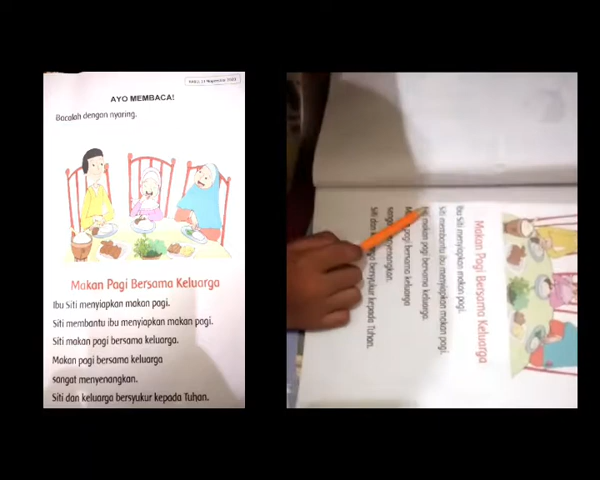 AYO MEMBACA!
Bacalah dengan nyaring.
Makan Pagi Bersama Keluarga
Ibu Siti menyiapkan makan pagi.
Siti membantu ibu menyiapkan makan pagi.
Siti makan pagi bersama keluarga.
Makan pagi bersama keluarga
sangat menyenangkan.
Siti dan keluarga bersyukur kepada Tuhan.
Makan Pagi Bersama Keluarga
Ibu Siti menyiapkan makan pagi.
Siti membantu ibu menyiapkan makan pagi.
Siti makan pagi bersama keluarga.
pagi bersama keluarga
menyenangkan.
Siti dan bersyukur kepada Tuhan.